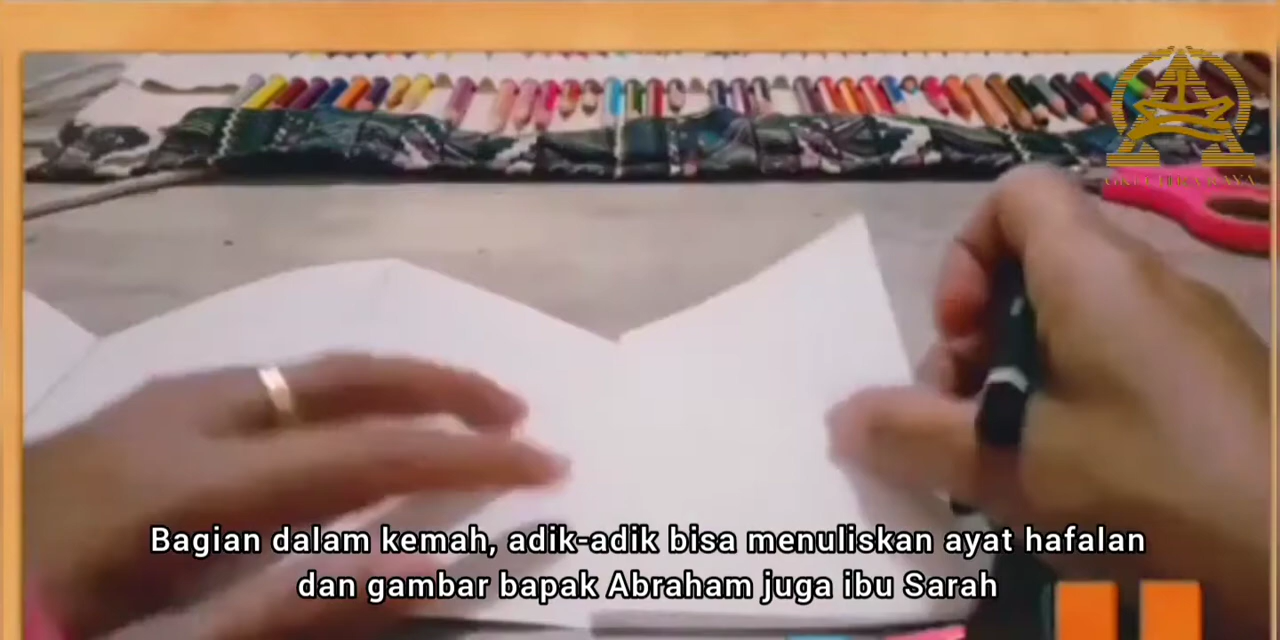 Bagian dalam kemah, adik-adik bisa menuliskan ayat hafalan
dan gambar bapak Abraham juga ibu Sarah